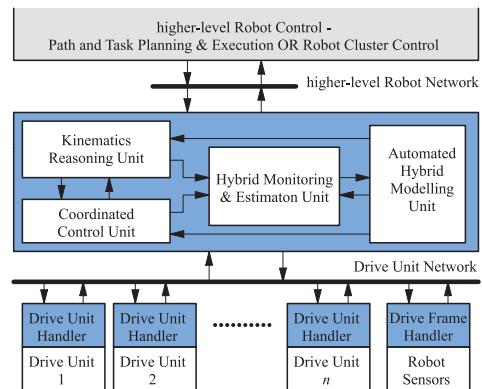 higher-level Robot Control -
Path and Task Planning & Execution OR Robot Cluster Control
higher-level Robot Network
Kinematics
Reasoning Unit
Coordinated
Control Unit
Hybrid Monitoring
& Estimaton Unit
Automated
Hybrid
Modelling
Unit
Drive Unit Network
Drive Unit
Handler
Drive Unit
1
Drive Unit
Handler
Drive Unit
2
Drive Unit
Handler
Drive Unit
n
Drive Frame
Handler
Robot
Sensors